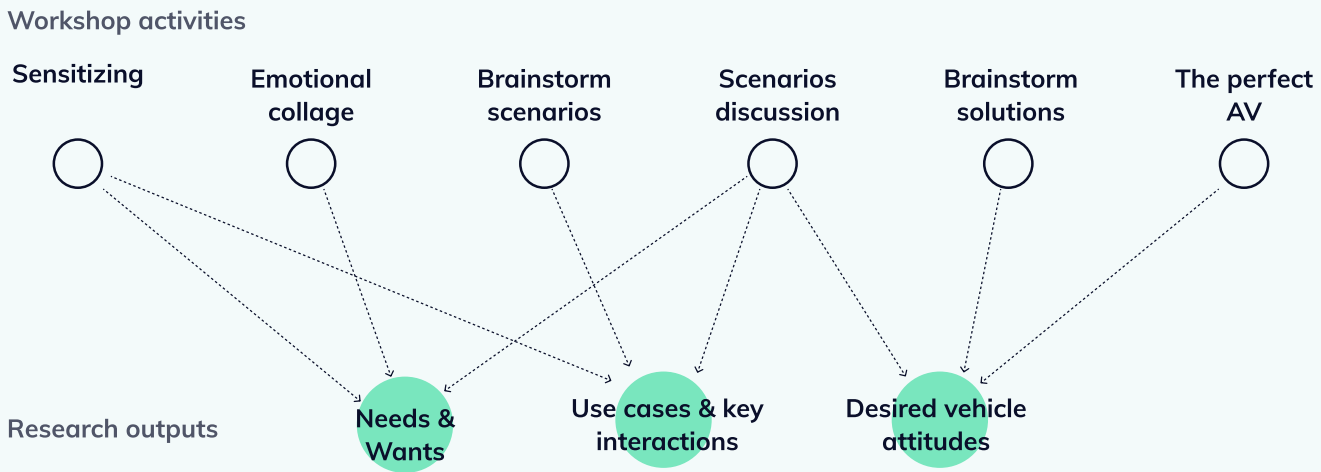 Workshop activities
Sensitizing
Emotional
collage
Brainstorm
scenarios
Scenarios
discussion
Brainstorm
solutions
The perfect
AV
Research outputs
Needs &
Wants
Use cases & key
interactions
Desired vehicle
attitudes